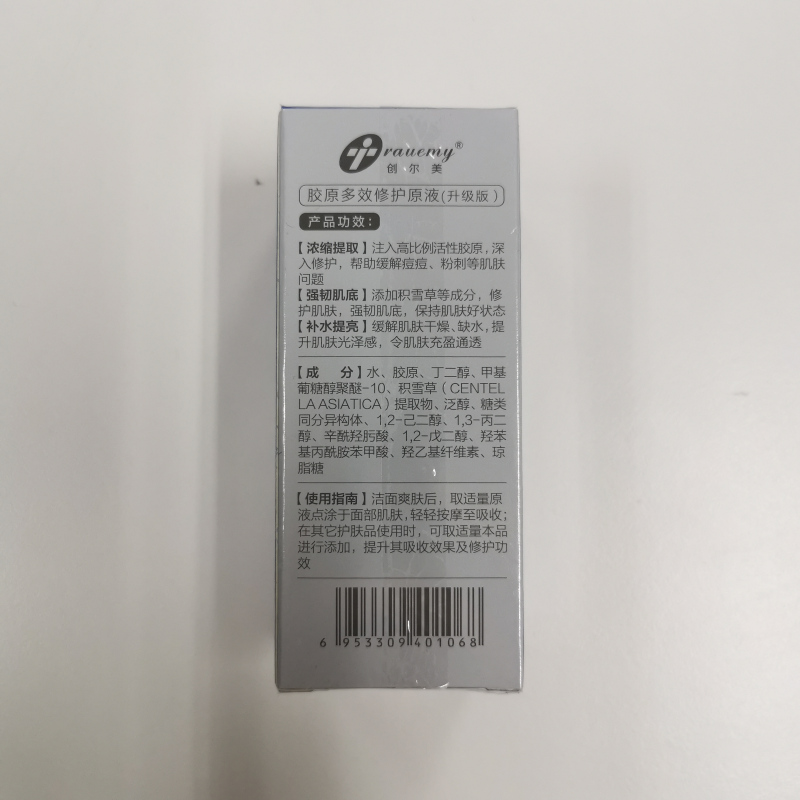 Trauemy®
创尔美
胶原多效修护原液(升级版)
产品功效:
【浓缩提取】注入高比例活性胶原,深
入修护,帮助缓解痘痘、粉刺等肌肤
问题
【强韧肌底】添加积雪草等成分,修
护肌肤,强韧肌底,保持肌肤好状态
【补水提亮】缓解肌肤干燥、缺水,提
升肌肤光泽感,令肌肤充盈通透
【成 分】水、胶原、丁二醇、甲基
葡糖醇聚醚-10、积雪草(CENTEL
LA ASIATICA)提取物、泛醇、糖类
同分异构体、1,2-己二醇、1,3-丙二
醇、辛酰羟肟酸、1,2-戊二醇、羟苯
基丙酰胺苯甲酸、羟乙基纤维素、琼
脂糖
【使用指南】洁面爽肤后,取适量原
液点涂于面部肌肤,轻轻按摩至吸收;
在其它护肤品使用时,可取适量本品
进行添加,提升其吸收效果及修护功
效
6 953309 401068